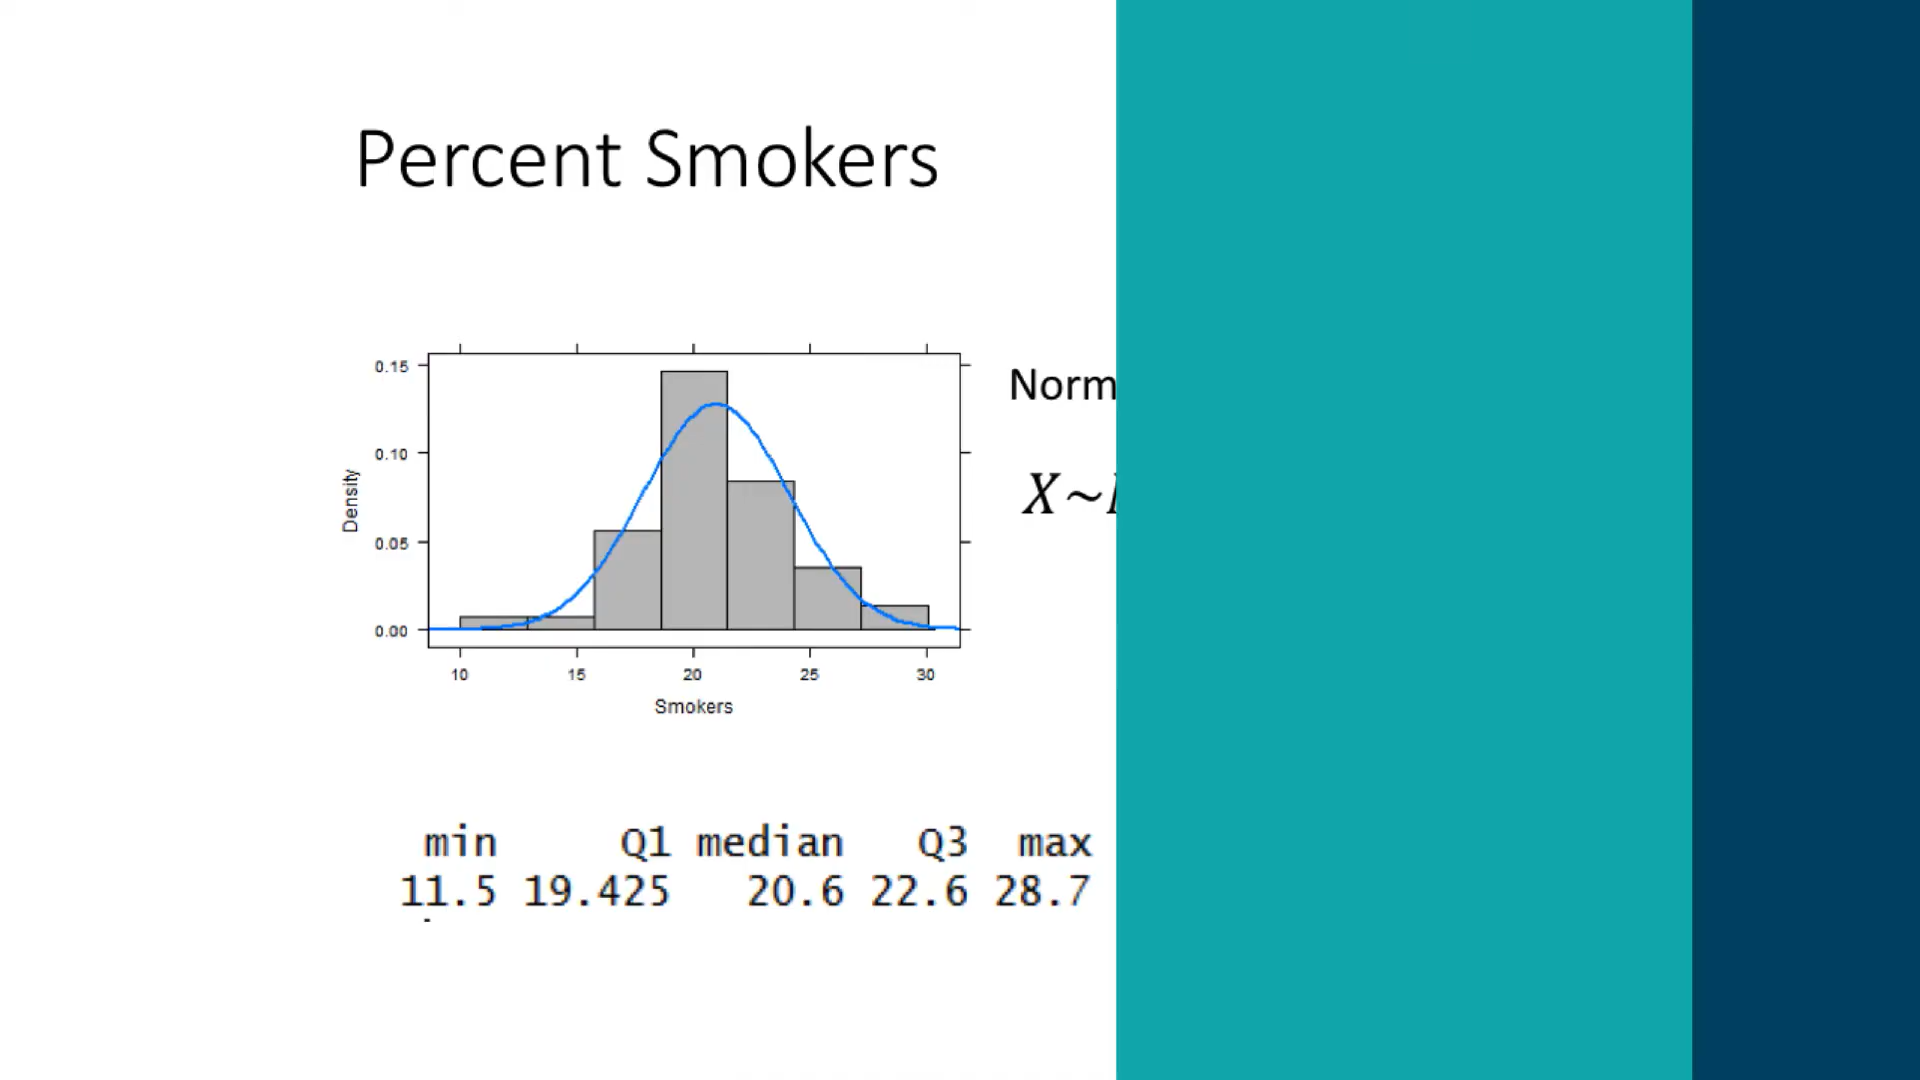 Percent Smokers
0.15
0.10
0.05
0.00
Density
10 15 20 25 30
Smokers
X~
min Q1 median Q3 max
11.5 19.425 20.6 22.6 28.7